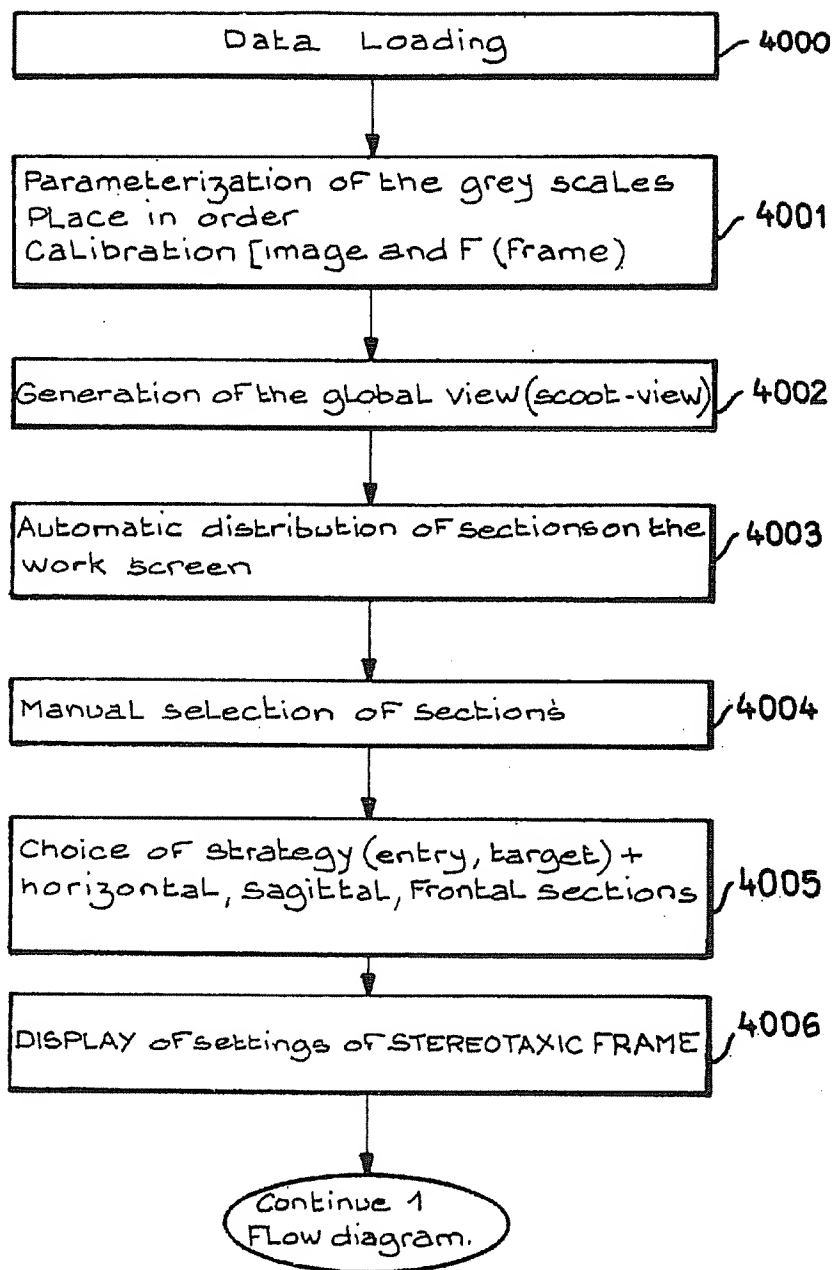 Data Loading
4000
Parameterization of the grey scales
Place in order
Calibration [image and F (Frame)
4001
Generation of the global view (scoot-view)
4002
Automatic distribution of sections on the
work screen
4003
Manual selection of sections
4004
Choice of strategy (entry, target) +
horizontal, sagittal, Frontal sections
4005
DISPLAY of settings of STEREOTAXIC FRAME
4006
Continue 1
Flow diagram.